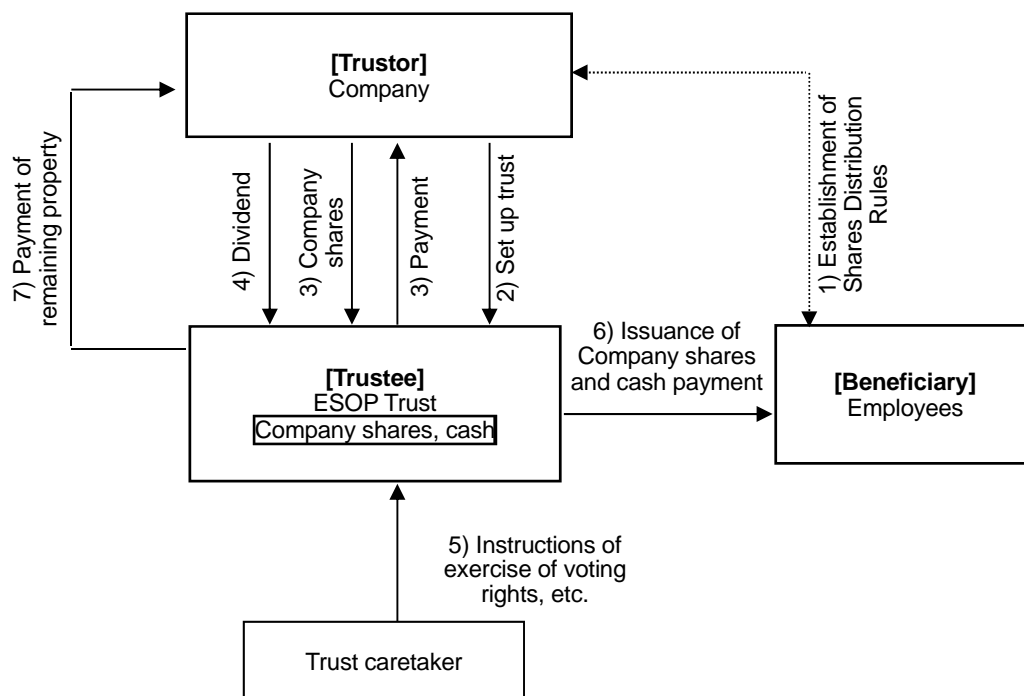 [Trustor]
Company
7) Payment of
remaining property
4) Dividend
3) Company
shares
3) Payment
2) Set up trust
1) Establishment of
Shares Distribution
Rules
[Trustee]
ESOP Trust
Company shares, cash
6) Issuance of
Company shares
and cash payment
[Beneficiary]
Employees
5) Instructions of
exercise of voting
rights, etc.
Trust caretaker